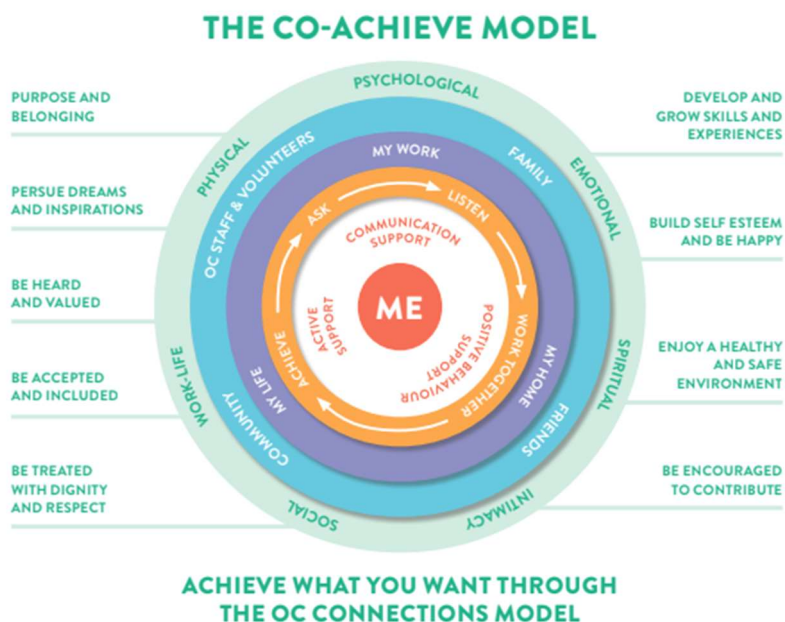 THE CO-ACHIEVE MODEL
PURPOSE AND
BELONGING
PERSUE DREAMS
AND INSPIRATIONS
BE HEARD
AND VALUED
BE ACCEPTED
AND INCLUDED
BE TREATED
WITH DIGNITY
AND RESPECT
PSYCHOLOGICAL
EMOTIONAL
SPIRITUAL
INTIMACY
SOCIAL
WORK-LIFE
PHYSICAL
OC STAFF & VOLUNTEERS
FAMILY
FRIENDS
COMMUNITY
MY WORK
MY HOME
MY LIFE
ASK
LISTEN
WORK TOGETHER
ACHIEVE
COMMUNICATION
SUPPORT
POSITIVE BEHAVIOUR
SUPPORT
ACTIVE
SUPPORT
ME
DEVELOP AND
GROW SKILLS AND
EXPERIENCES
BUILD SELF ESTEEM
AND BE HAPPY
ENJOY A HEALTHY
AND SAFE
ENVIRONMENT
BE ENCOURAGED
TO CONTRIBUTE
ACHIEVE WHAT YOU WANT THROUGH
THE OC CONNECTIONS MODEL